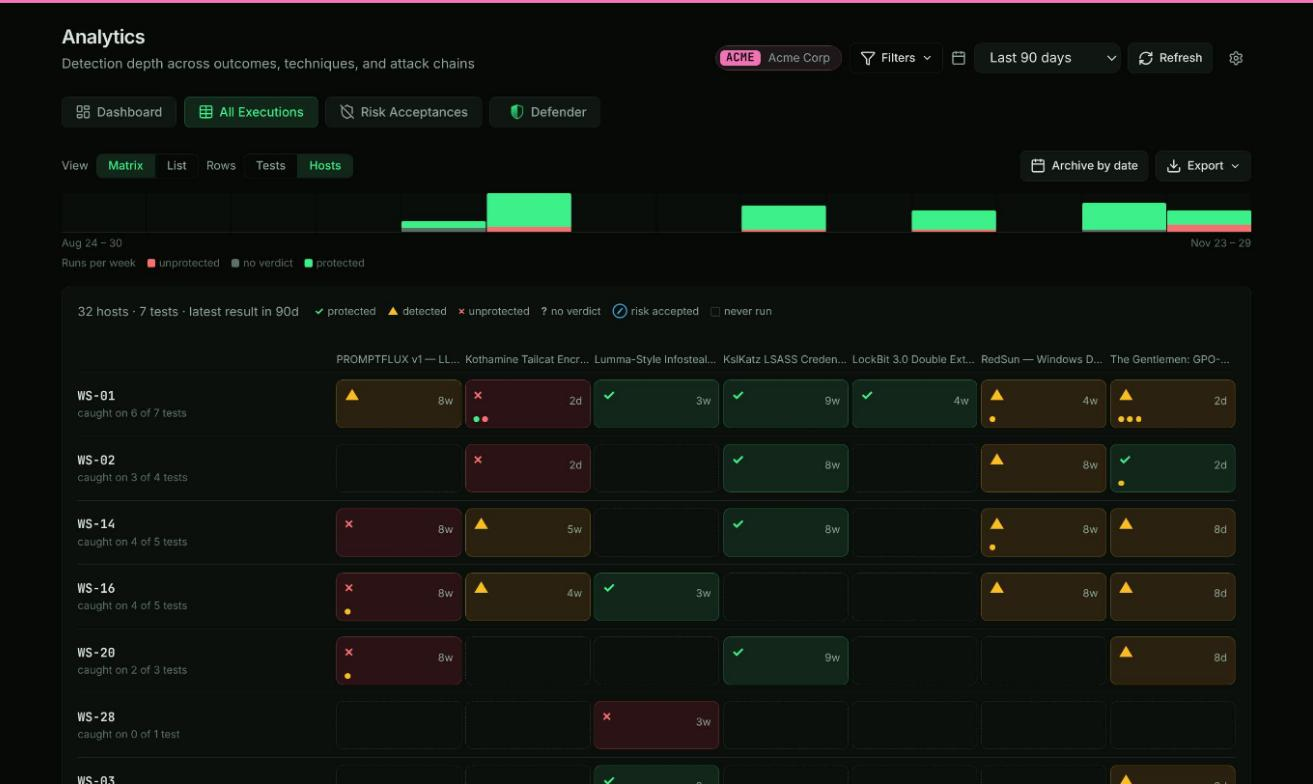 Analytics
Detection depth across outcomes, techniques, and attack chains
ACME Acme Corp Filters Last 90 days Refresh
Dashboard All Executions Risk Acceptances Defender
View Matrix List Rows Tests Hosts Archive by date Export
Aug 24 – 30 Nov 23 – 29
Runs per week unprotected no verdict protected
32 hosts · 7 tests · latest result in 90d protected detected unprotected ? no verdict risk accepted never run
PROMPTFLUX v1 — LL... Kothamine Tailcat Encr... Lumma-Style Infosteal... KslKatz LSASS Creden... LockBit 3.0 Double Ext... RedSun — Windows D... The Gentlemen: GPO-...
WS-01 8w 2d 3w 9w 4w 4w 2d
caught on 6 of 7 tests
WS-02 2d 8w 8w 2d
caught on 3 of 4 tests
WS-14 8w 5w 8w 8w 8d
caught on 4 of 5 tests
WS-16 8w 4w 3w 8w 8d
caught on 4 of 5 tests
WS-20 8w 9w 8d
caught on 2 of 3 tests
WS-28 3w
caught on 0 of 1 test
WS-03